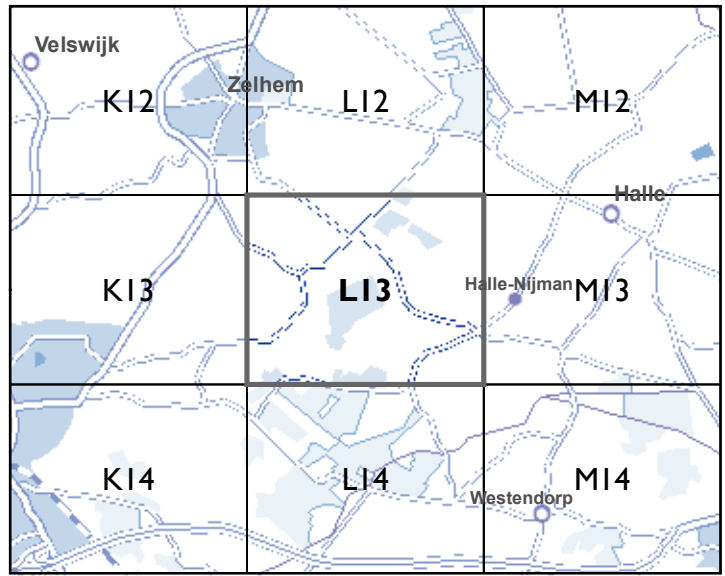 Velswijk
Zelhem
K12
L12
M12
Halle
K13
L13
Halle-Nijman
M13
K14
L14
Westendorp
M14